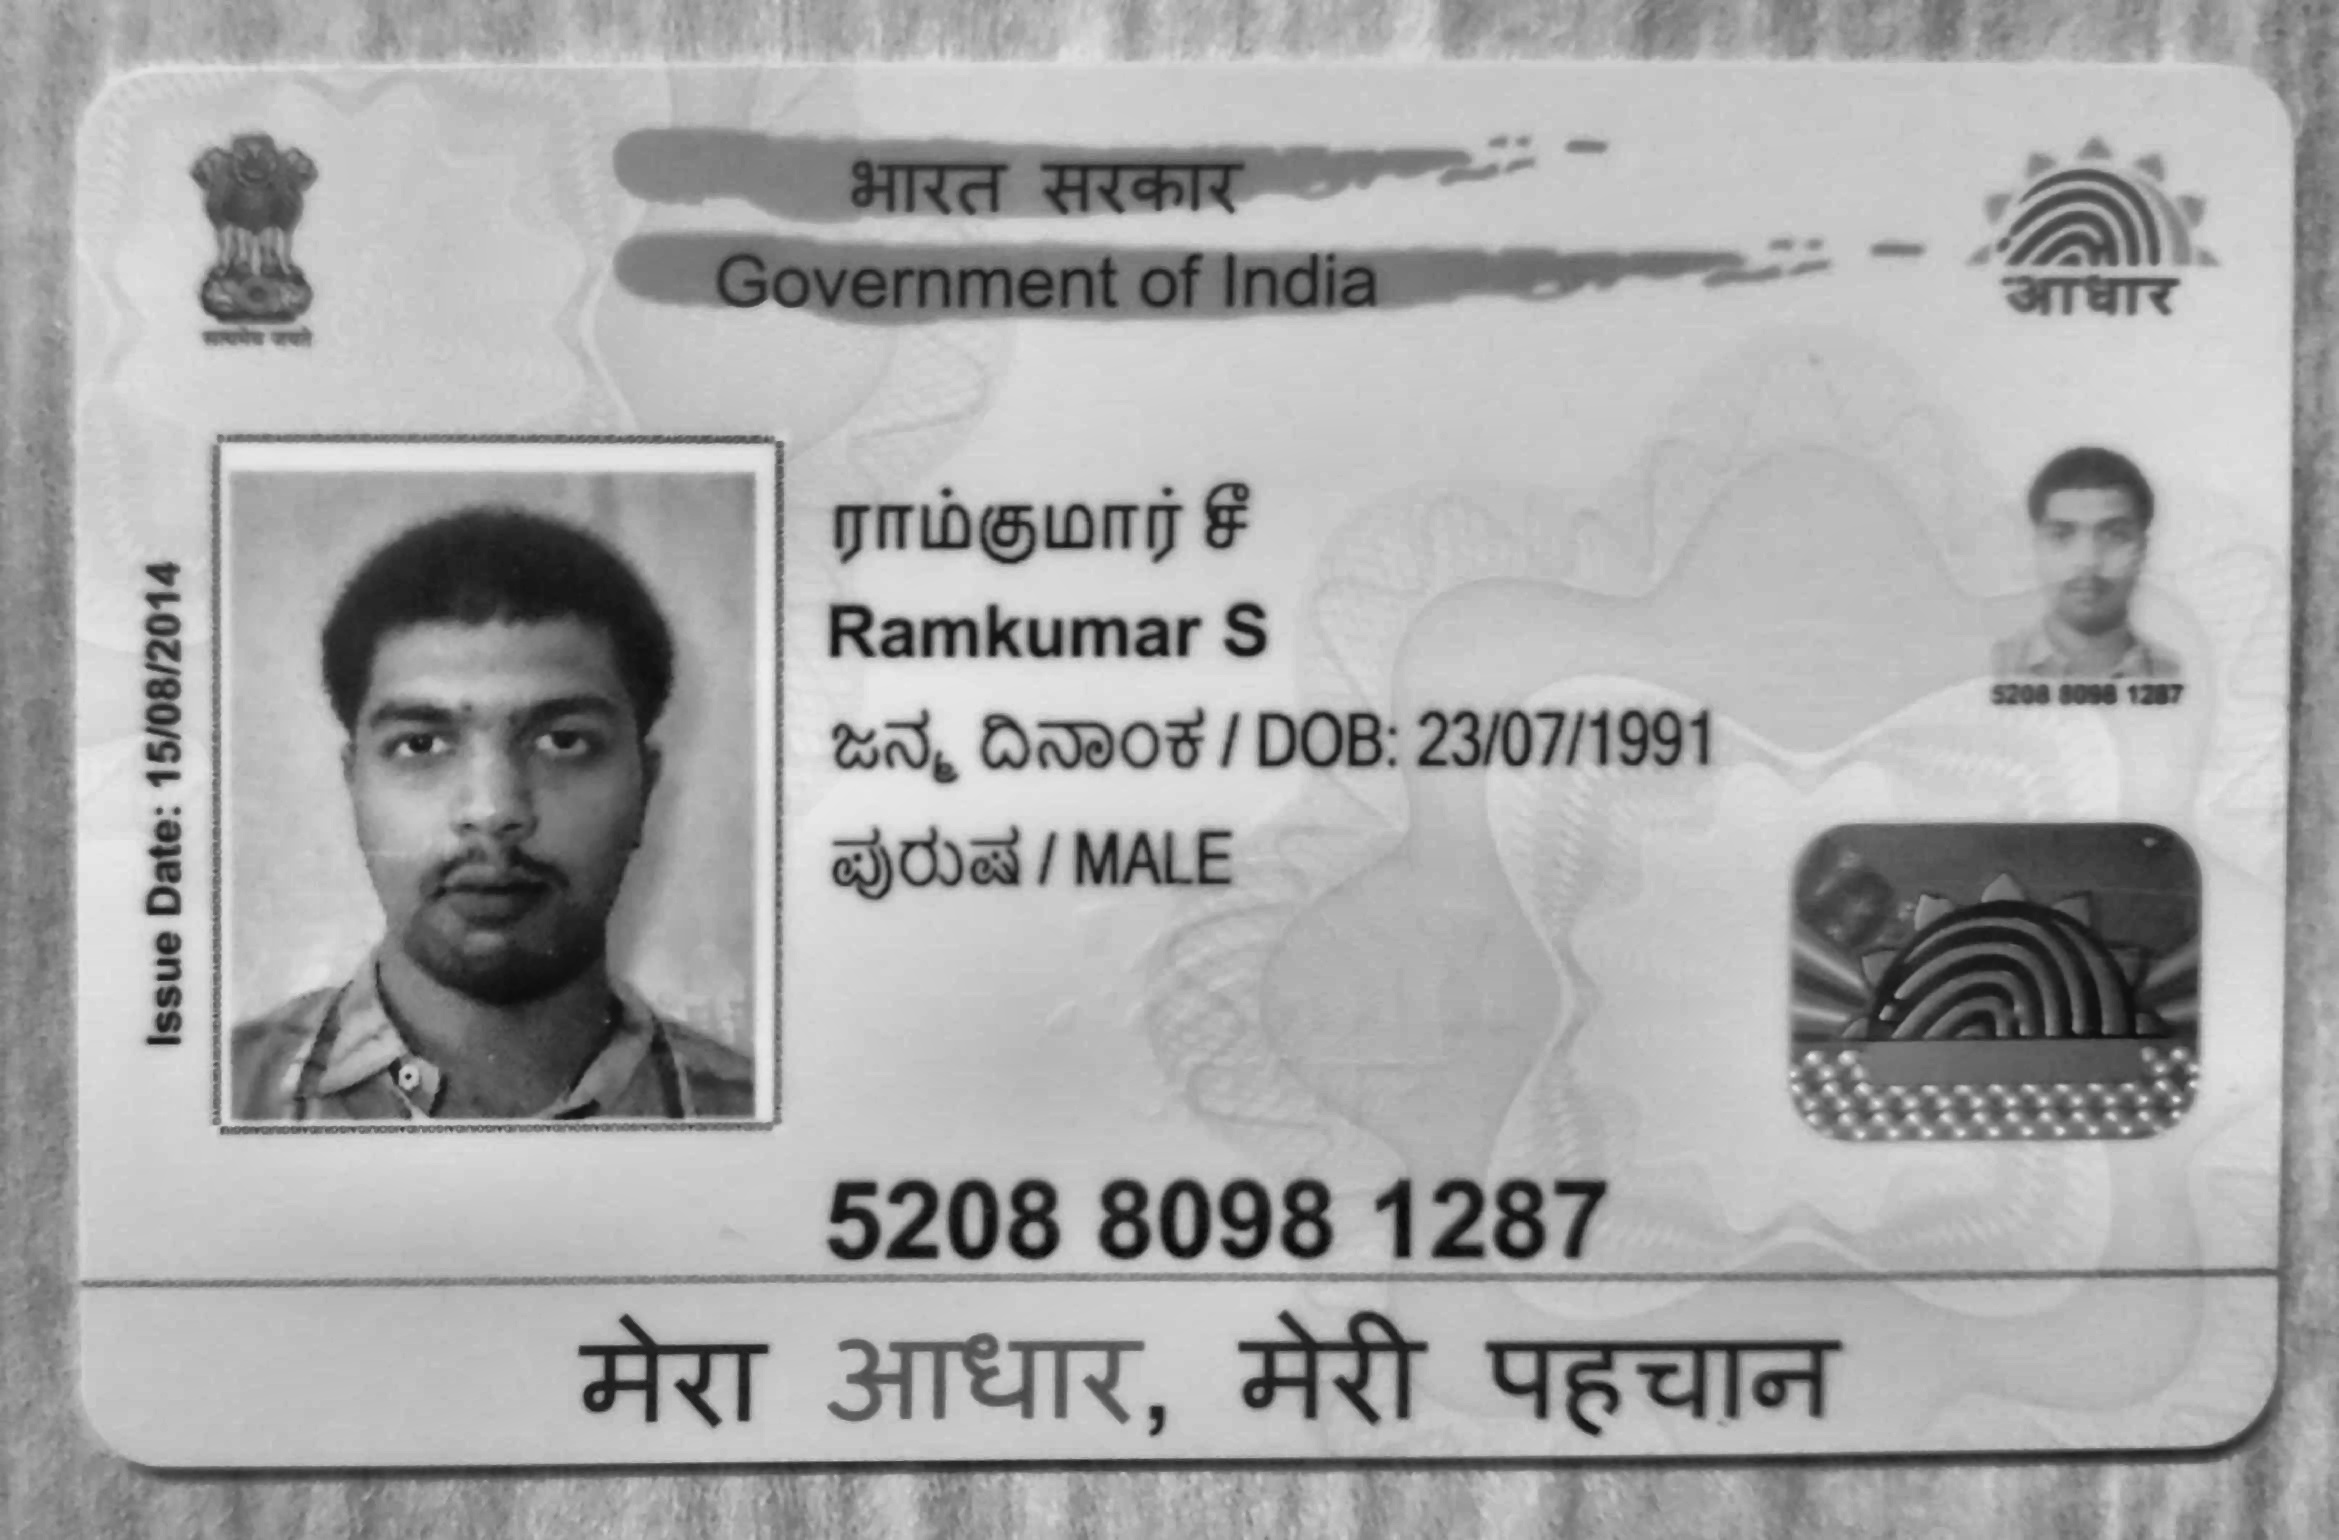 भारत सरकार
Government of India
सत्यमेव जयते
आधार
Issue Date: 15/08/2014
ராம்குமார் சீ
Ramkumar S
ಜನ್ಮ ದಿನಾಂಕ / DOB: 23/07/1991
ಪುರುಷ / MALE
5208 8098 1287
5208 8098 1287
मेरा आधार, मेरी पहचान